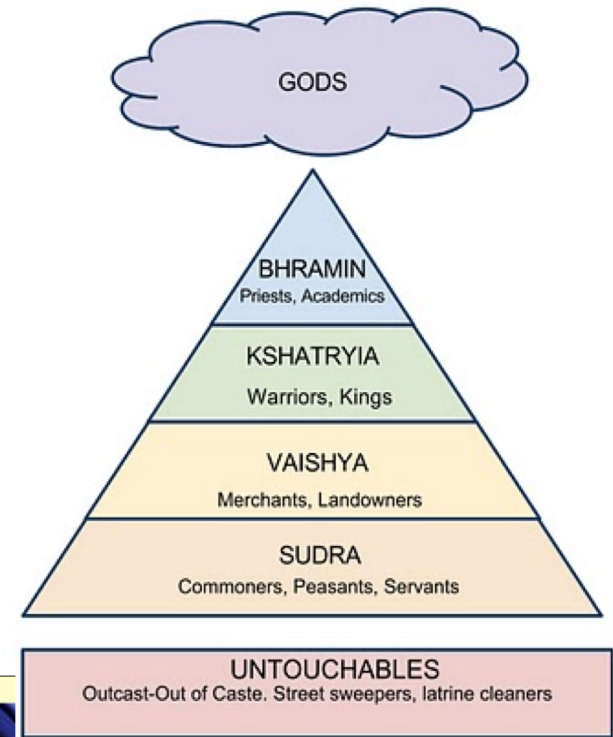 GODS
BHRAMIN
Priests, Academics
KSHATRYIA
Warriors, Kings
VAISHYA
Merchants, Landowners
SUDRA
Commoners, Peasants, Servants
UNTOUCHABLES
Outcast-Out of Caste. Street sweepers, latrine cleaners